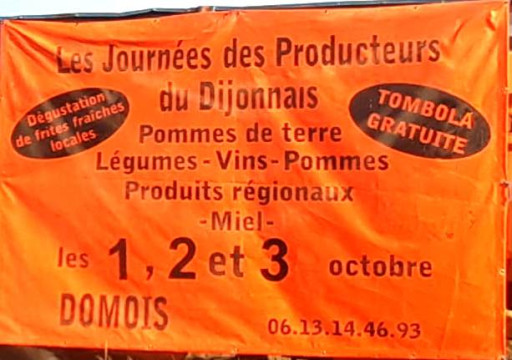 Les Journées des Producteurs
du Dijonnais
Dégustation
de frites fraîches
locales
TOMBOLA
GRATUITE
Pommes de terre
Légumes - Vins - Pommes
Produits régionaux
- Miel -
les 1, 2 et 3 octobre
DOMOIS
06.13.14.46.93